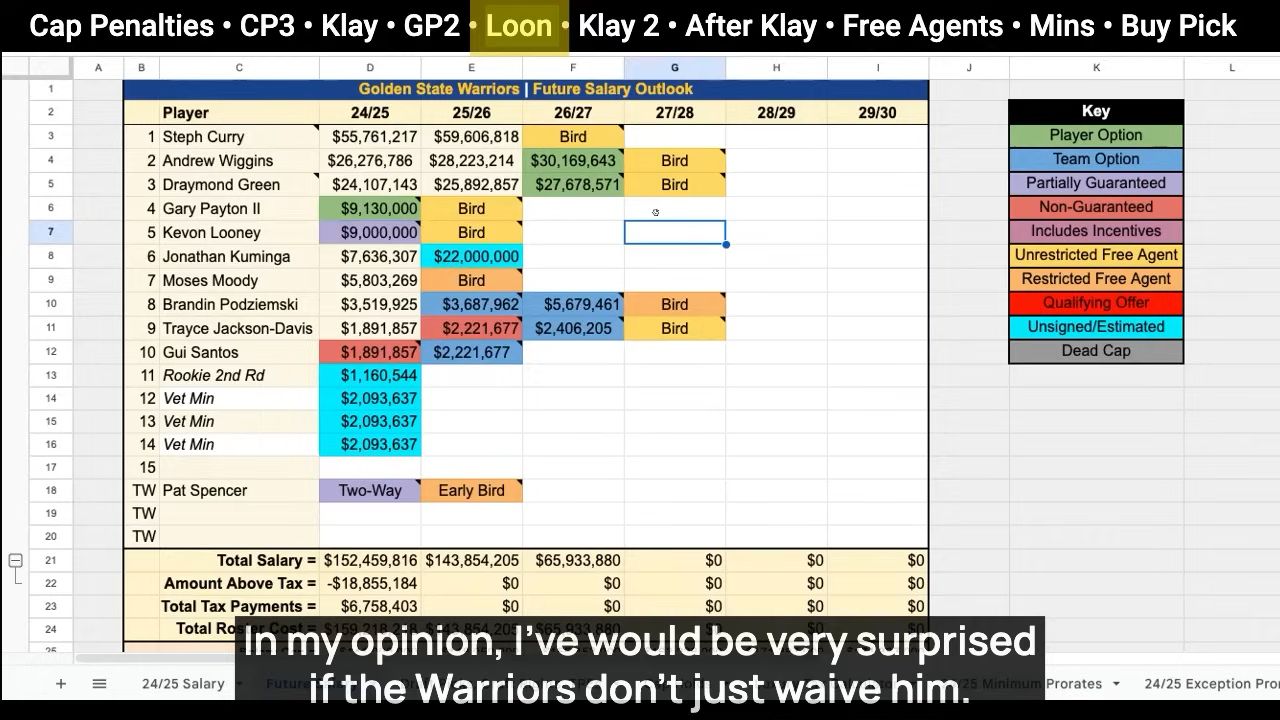 Cap Penalties • CP3 • Klay • GP2 • Loon • Klay 2 • After Klay • Free Agents • Mins • Buy Pick
A B C D E F G H I J K L
1 Golden State Warriors | Future Salary Outlook
2 Player 24/25 25/26 26/27 27/28 28/29 29/30 Key
3 1 Steph Curry $55,761,217 $59,606,818 Bird Player Option
4 2 Andrew Wiggins $26,276,786 $28,223,214 $30,169,643 Bird Team Option
5 3 Draymond Green $24,107,143 $25,892,857 $27,678,571 Bird Partially Guaranteed
6 4 Gary Payton II $9,130,000 Bird Non-Guaranteed
7 5 Kevon Looney $9,000,000 Bird Includes Incentives
8 6 Jonathan Kuminga $7,636,307 $22,000,000 Unrestricted Free Agent
9 7 Moses Moody $5,803,269 Bird Restricted Free Agent
10 8 Brandin Podziemski $3,519,925 $3,687,962 $5,679,461 Bird Qualifying Offer
11 9 Trayce Jackson-Davis $1,891,857 $2,221,677 $2,406,205 Bird Unsigned/Estimated
12 10 Gui Santos $1,891,857 $2,221,677 Dead Cap
13 11 Rookie 2nd Rd $1,160,544
14 12 Vet Min $2,093,637
15 13 Vet Min $2,093,637
16 14 Vet Min $2,093,637
17 15
18 TW Pat Spencer Two-Way Early Bird
19 TW
20 TW
21 Total Salary = $152,459,816 $143,854,205 $65,933,880 $0 $0 $0
22 Amount Above Tax = -$18,855,184 $0 $0 $0 $0 $0
23 Total Tax Payments = $6,758,403 $0 $0 $0 $0 $0
24 Total Roster Cost =
In my opinion, I've would be very surprised
if the Warriors don't just waive him.
24/25 Salary Minimum Prorates 24/25 Exception